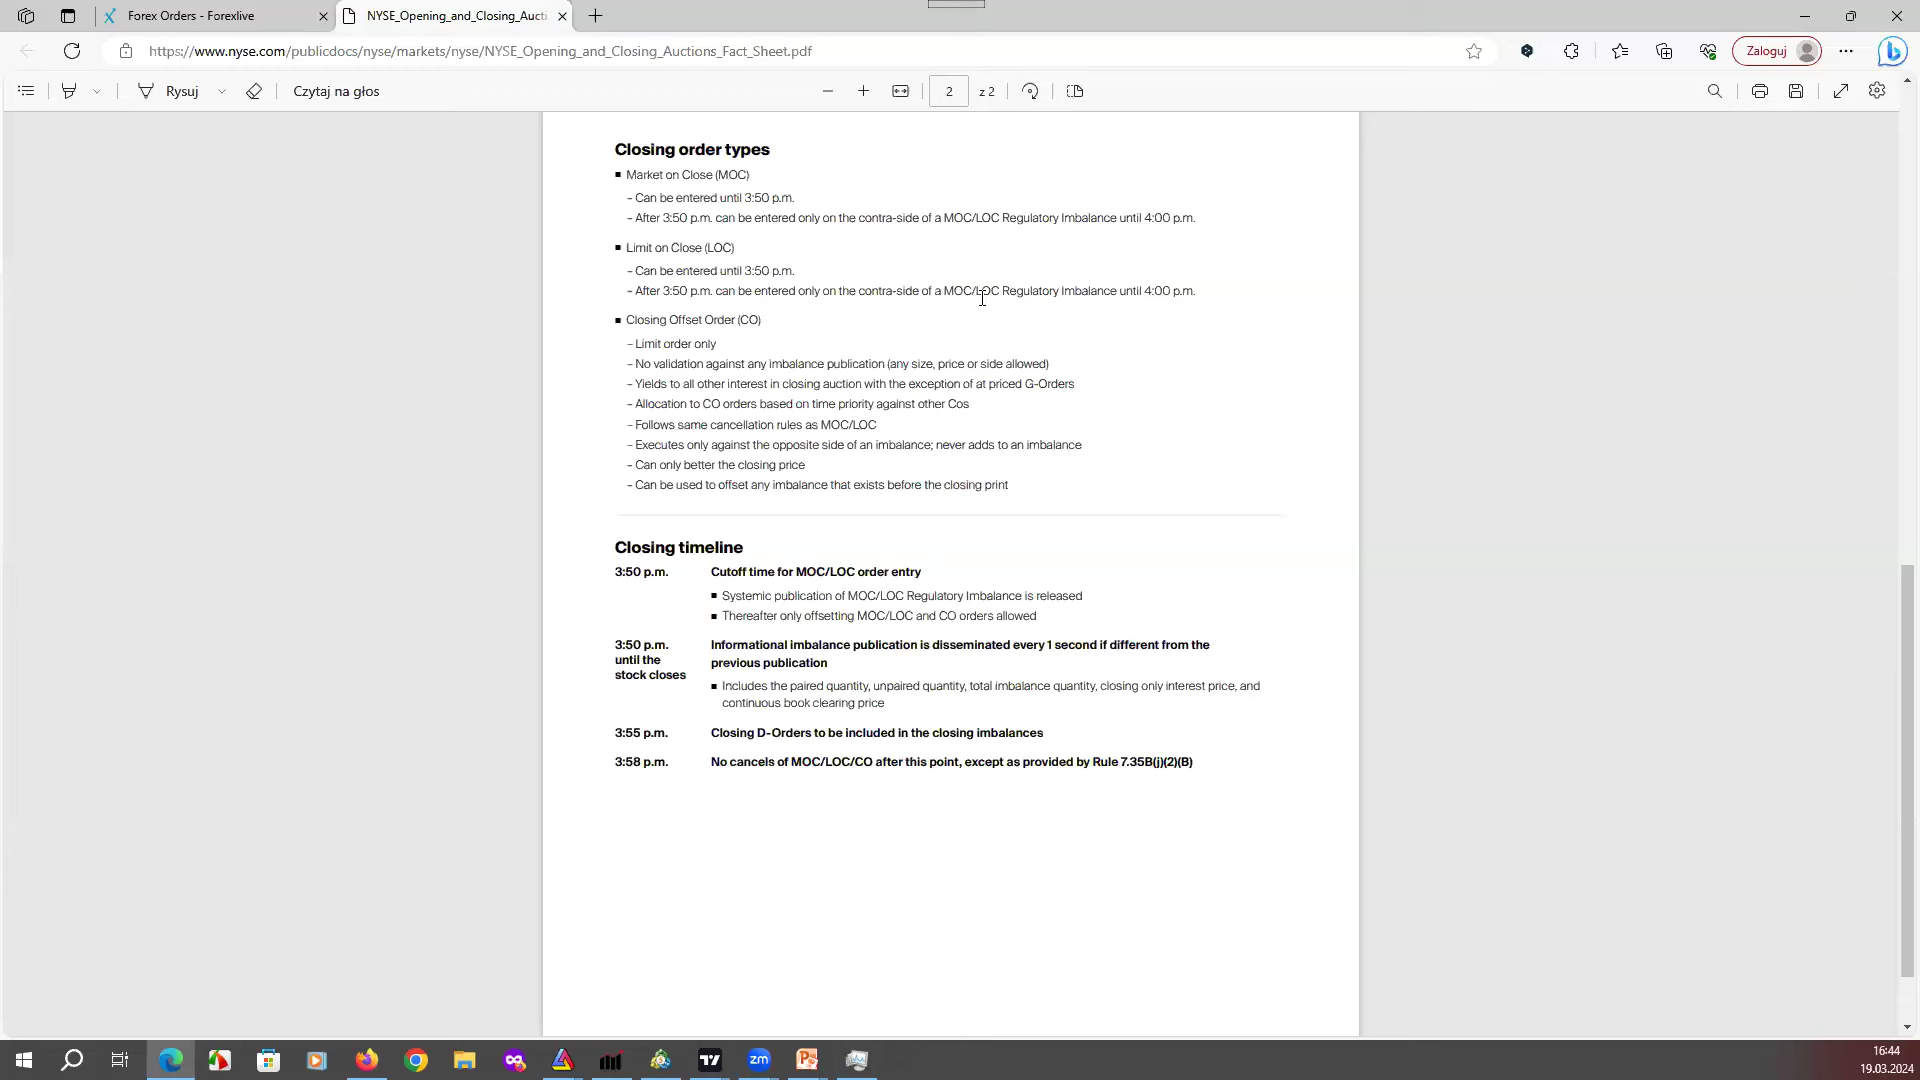 Forex Orders - Forexlive
NYSE_Opening_and_Closing_Aucti
https://www.nyse.com/publicdocs/nyse/markets/nyse/NYSE_Opening_and_Closing_Auctions_Fact_Sheet.pdf
Zaloguj
Rysuj
Czytaj na głos
2
z 2
Closing order types
▪ Market on Close (MOC)
– Can be entered until 3:50 p.m.
– After 3:50 p.m. can be entered only on the contra-side of a MOC/LOC Regulatory Imbalance until 4:00 p.m.
▪ Limit on Close (LOC)
– Can be entered until 3:50 p.m.
– After 3:50 p.m. can be entered only on the contra-side of a MOC/LOC Regulatory Imbalance until 4:00 p.m.
▪ Closing Offset Order (CO)
– Limit order only
– No validation against any imbalance publication (any size, price or side allowed)
– Yields to all other interest in closing auction with the exception of at priced G-Orders
– Allocation to CO orders based on time priority against other Cos
– Follows same cancellation rules as MOC/LOC
– Executes only against the opposite side of an imbalance; never adds to an imbalance
– Can only better the closing price
– Can be used to offset any imbalance that exists before the closing print
Closing timeline
3:50 p.m. Cutoff time for MOC/LOC order entry
▪ Systemic publication of MOC/LOC Regulatory Imbalance is released
▪ Thereafter only offsetting MOC/LOC and CO orders allowed
3:50 p.m.
until the
stock closes
Informational imbalance publication is disseminated every 1 second if different from the
previous publication
▪ Includes the paired quantity, unpaired quantity, total imbalance quantity, closing only interest price, and
continuous book clearing price
3:55 p.m. Closing D-Orders to be included in the closing imbalances
3:58 p.m. No cancels of MOC/LOC/CO after this point, except as provided by Rule 7.35B(j)(2)(B)
zm
16:44
19.03.2024